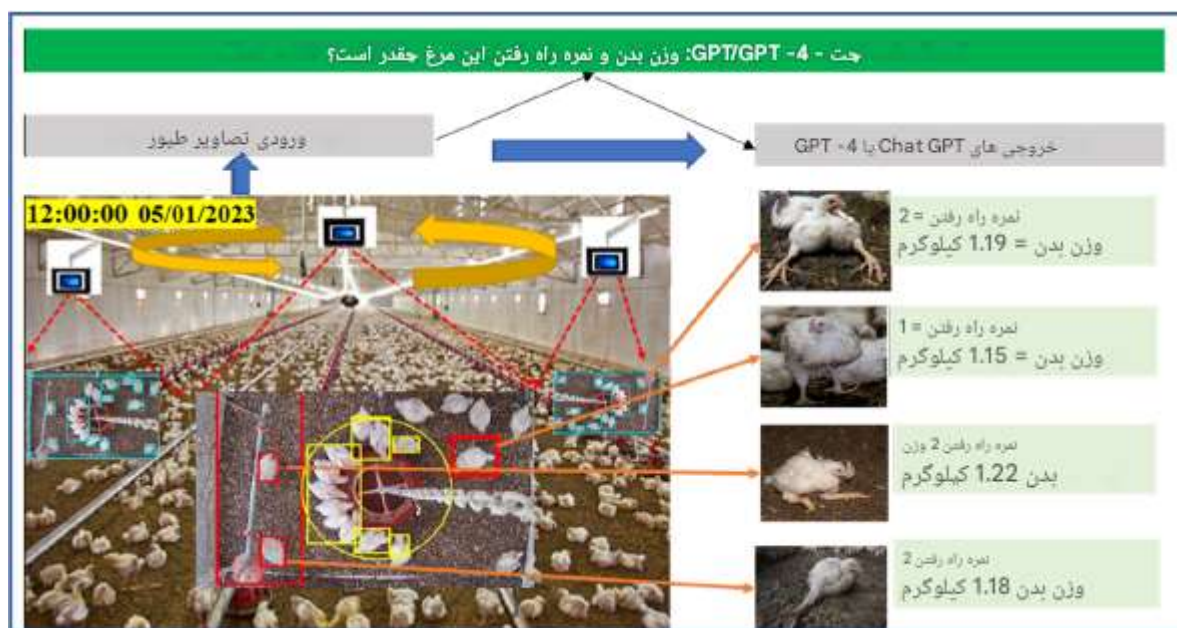 جت - GPT/GPT -4: وزن بدن و نمره راه رفتن این مرغ چقدر است؟
ورودی تصاویر طیور
خروجی های Chat GPT یا GPT -4
12:00:00 05/01/2023
نمره راه رفتن = 2
وزن بدن = 1.19 کیلوگرم
نمره راه رفتن = 1
وزن بدن = 1.15 کیلوگرم
نمره راه رفتن 2 وزن
بدن 1.22 کیلوگرم
نمره راه رفتن 2
وزن بدن 1.18 کیلوگرم